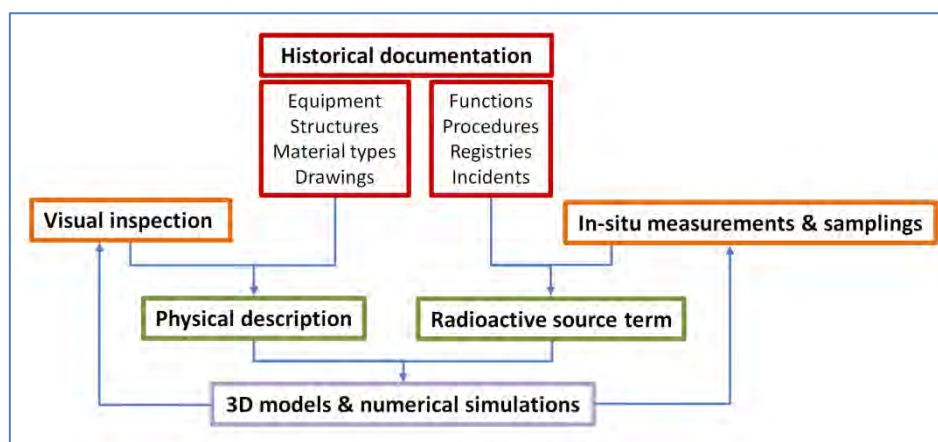 Historical documentation
Equipment
Structures
Material types
Drawings
Functions
Procedures
Registries
Incidents
Visual inspection
In-situ measurements & samplings
Physical description
Radioactive source term
3D models & numerical simulations